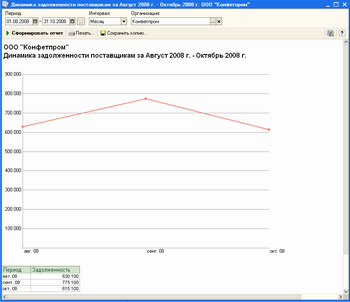 Динамика задолженности поставщикам за Август 2008 г. - Октябрь 2008 г. ООО "Конфетпром"
Период: Интервал: Организация:
01.08.2008 - 31.10.2008 ... Месяц Конфетпром
Сформировать отчет Печать... Сохранить копию...
ООО "Конфетпром"
Динамика задолженности поставщикам за Август 2008 г. - Октябрь 2008 г.
900 000
800 000
700 000
600 000
500 000
400 000
300 000
200 000
100 000
авг. 08 сент. 08 окт. 08
Период Задолженность
авг. 08 630 100
сент. 08 775 100
окт. 08 615 100